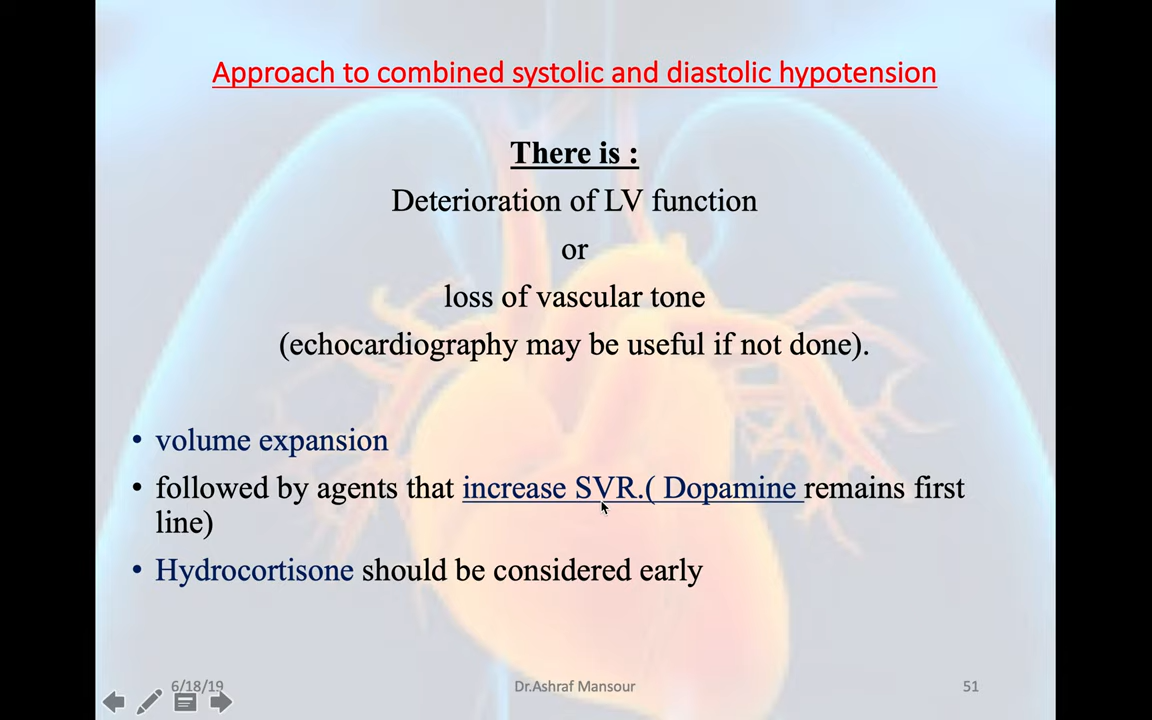 Approach to combined systolic and diastolic hypotension
There is :
Deterioration of LV function
or
loss of vascular tone
(echocardiography may be useful if not done).
• volume expansion
• followed by agents that increase SVR.( Dopamine remains first
line)
• Hydrocortisone should be considered early
6/18/19
Dr.Ashraf Mansour
51